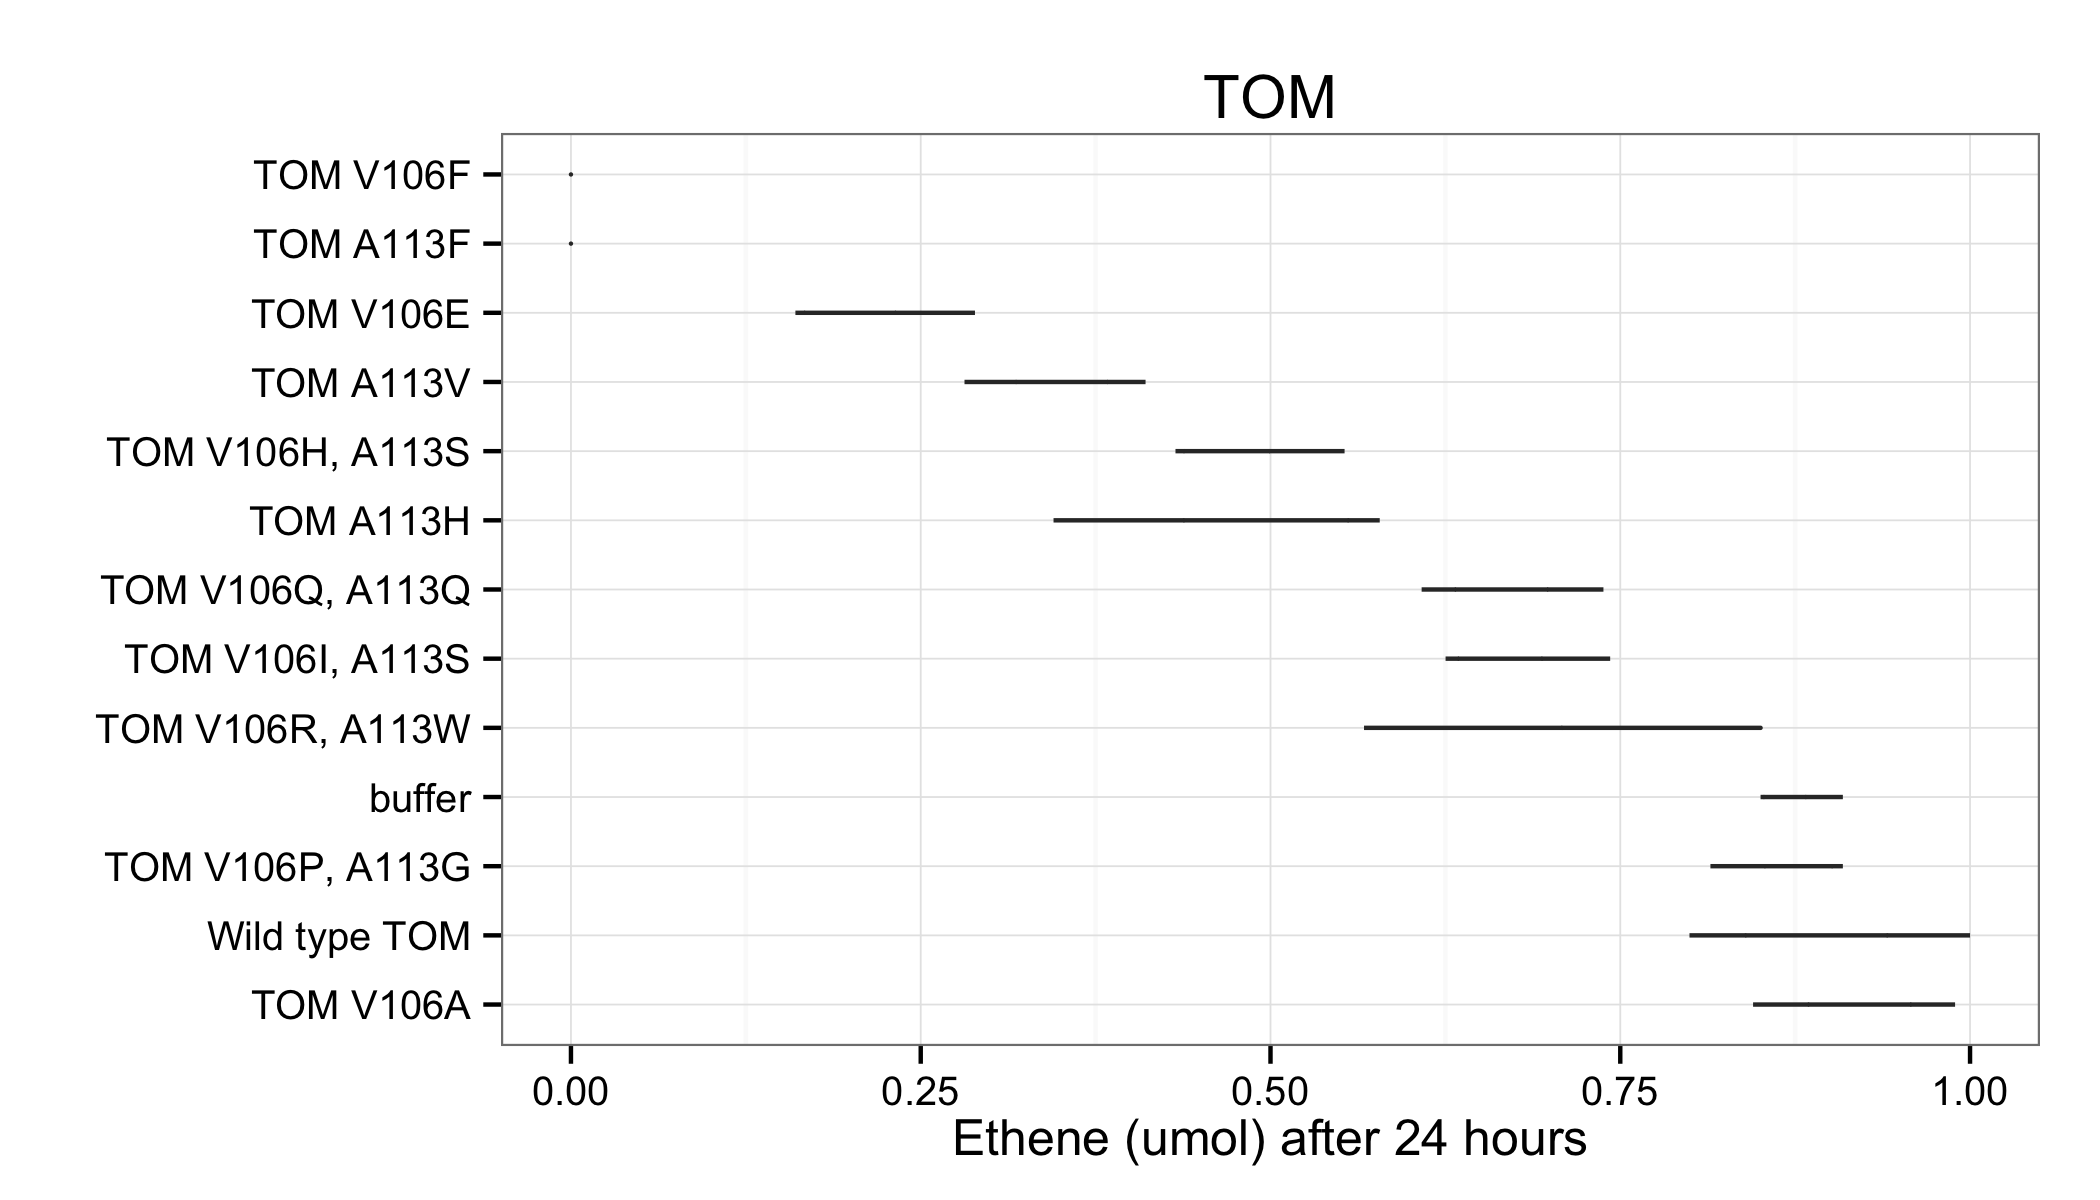 TOM
TOM V106F
TOM A113F
TOM V106E
TOM A113V
TOM V106H, A113S
TOM A113H
TOM V106Q, A113Q
TOM V106I, A113S
TOM V106R, A113W
buffer
TOM V106P, A113G
Wild type TOM
TOM V106A
0.00 0.25 0.50 0.75 1.00
Ethene (umol) after 24 hours